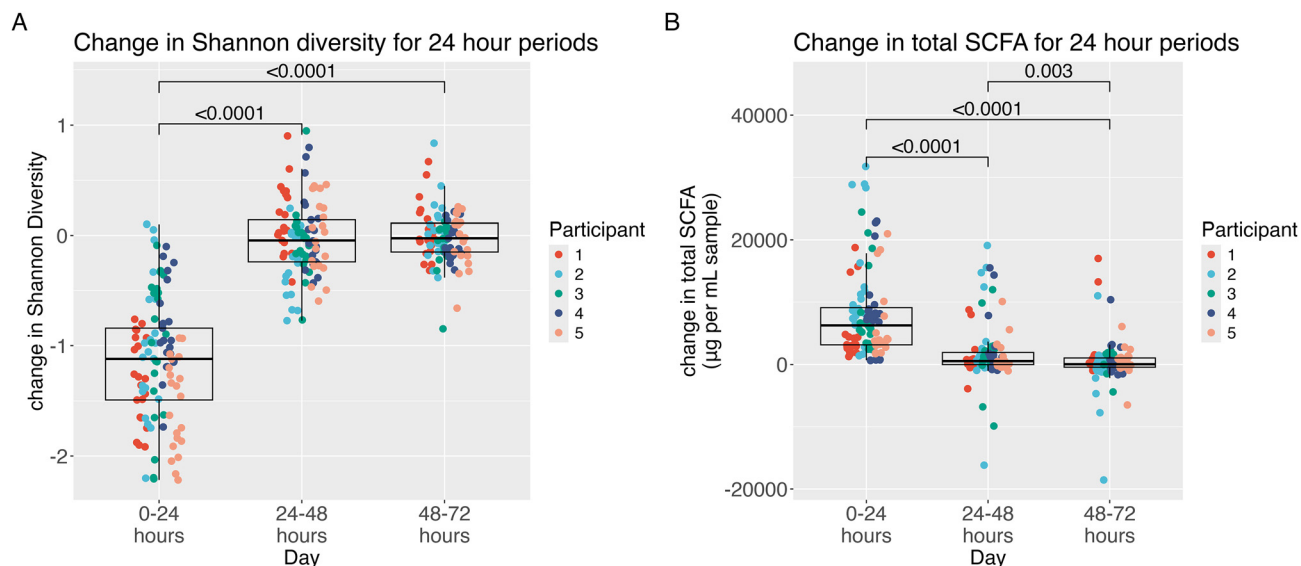 A
Change in Shannon diversity for 24 hour periods
<0.0001
<0.0001
1
0
-1
-2
change in Shannon Diversity
0-24
hours
24-48
hours
48-72
hours
Day
Participant
1
2
3
4
5
B
Change in total SCFA for 24 hour periods
0.003
<0.0001
<0.0001
40000
20000
0
-20000
change in total SCFA
(µg per mL sample)
0-24
hours
24-48
hours
48-72
hours
Day
Participant
1
2
3
4
5